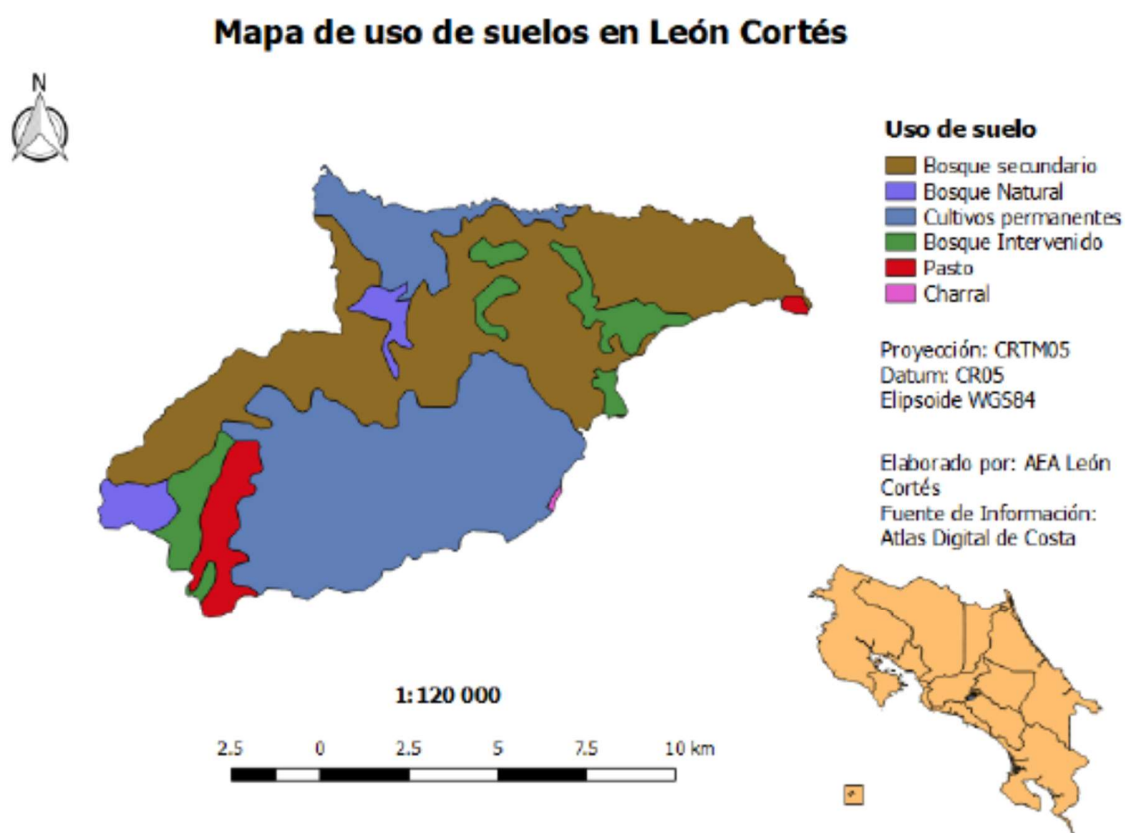 Mapa de uso de suelos en León Cortés
N
Uso de suelo
Bosque secundario
Bosque Natural
Cultivos permanentes
Bosque Intervenido
Pasto
Charral
Proyección: CRTM05
Datum: CR05
Elipsoide WGS84
Elaborado por: AEA León
Cortés
Fuente de Información:
Atlas Digital de Costa
1:120 000
2.5 0 2.5 5 7.5 10 km